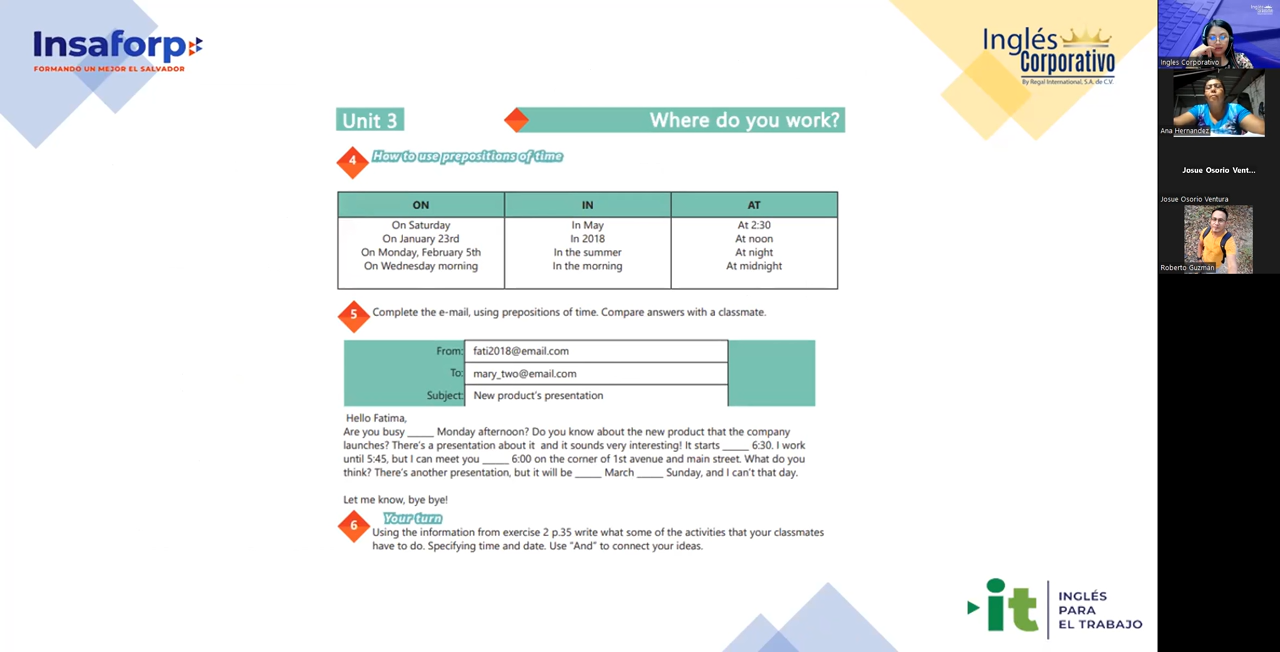 Insaforp
FORMANDO UN MEJOR EL SALVADOR
Inglés
Corporativo
By Regal International, S.A. de C.V.
Unit 3
Where do you work?
4
How to use prepositions of time
ON
IN
AT
On Saturday
In May
At 2:30
On January 23rd
In 2018
At noon
On Monday, February 5th
In the summer
At night
On Wednesday morning
In the morning
At midnight
5
Complete the e-mail, using prepositions of time. Compare answers with a classmate.
From:
fati2018@email.com
To:
mary_two@email.com
Subject:
New product's presentation
Hello Fatima,
Are you busy _____ Monday afternoon? Do you know about the new product that the company
launches? There's a presentation about it and it sounds very interesting! It starts _____ 6:30. I work
until 5:45, but I can meet you _____ 6:00 on the corner of 1st avenue and main street. What do you
think? There's another presentation, but it will be _____ March _____ Sunday, and I can't that day.
Let me know, bye bye!
6
Your turn
Using the information from exercise 2 p.35 write what some of the activities that your classmates
have to do. Specifying time and date. Use "And" to connect your ideas.
it
INGLÉS
PARA
EL TRABAJO
Ingles Corporativo
Ana Hernandez
Josue Osorio Vent...
Josue Osorio Ventura
Roberto Guzmán